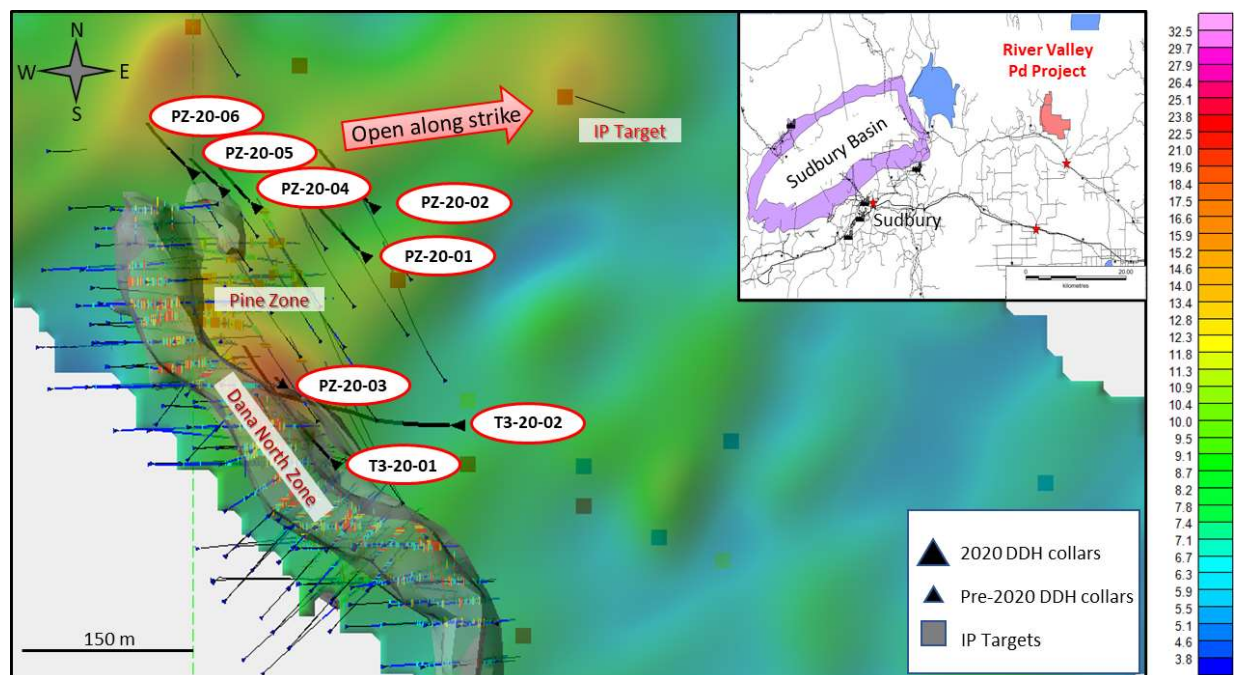 N
W
E
S
PZ-20-06
PZ-20-05
PZ-20-04
PZ-20-02
PZ-20-01
Open along strike
IP Target
Pine Zone
Dana North Zone
PZ-20-03
T3-20-02
T3-20-01
150 m
River Valley
Pd Project
Sudbury Basin
Sudbury
0
20.00
kilometres
2020 DDH collars
Pre-2020 DDH collars
IP Targets
32.5
29.7
27.9
26.4
25.1
23.8
22.5
21.0
19.6
18.4
17.5
16.6
15.9
15.2
14.6
14.0
13.4
12.8
12.3
11.8
11.3
10.9
10.4
10.0
9.5
9.1
8.7
8.2
7.8
7.4
7.1
6.7
6.3
5.9
5.5
5.1
4.6
3.8